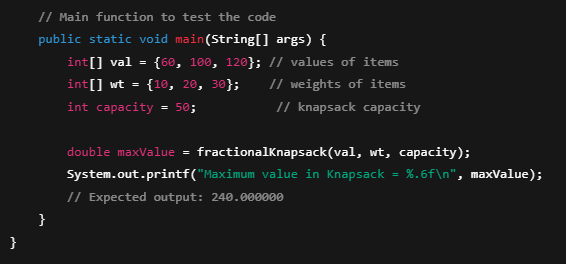 // Main function to test the code
public static void main(String[] args) {
int[] val = {60, 100, 120}; // values of items
int[] wt = {10, 20, 30}; // weights of items
int capacity = 50; // knapsack capacity
double maxValue = fractionalKnapsack(val, wt, capacity);
System.out.printf("Maximum value in Knapsack = %.6f\n", maxValue);
// Expected output: 240.000000
}
}